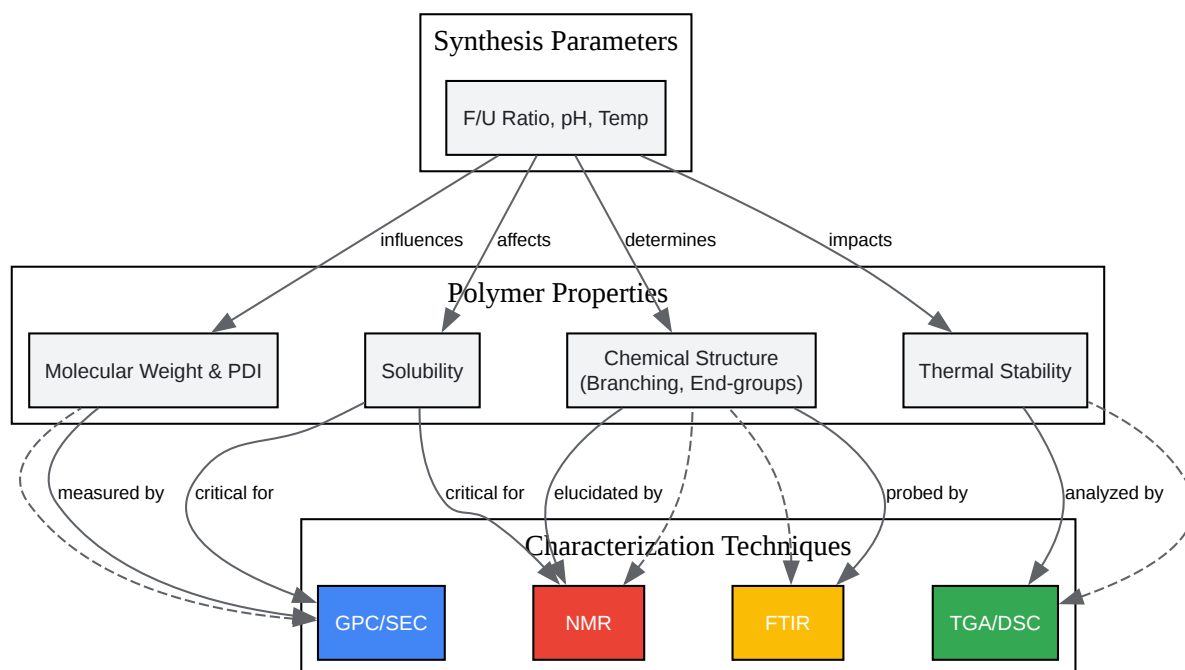 Synthesis Parameters
F/U Ratio, pH, Temp
influences
affects
determines
impacts
Polymer Properties
Molecular Weight & PDI
Solubility
Chemical Structure
(Branching, End-groups)
Thermal Stability
measured by
critical for
critical for
elucidated by
probed by
analyzed by
Characterization Techniques
GPC/SEC
NMR
FTIR
TGA/DSC